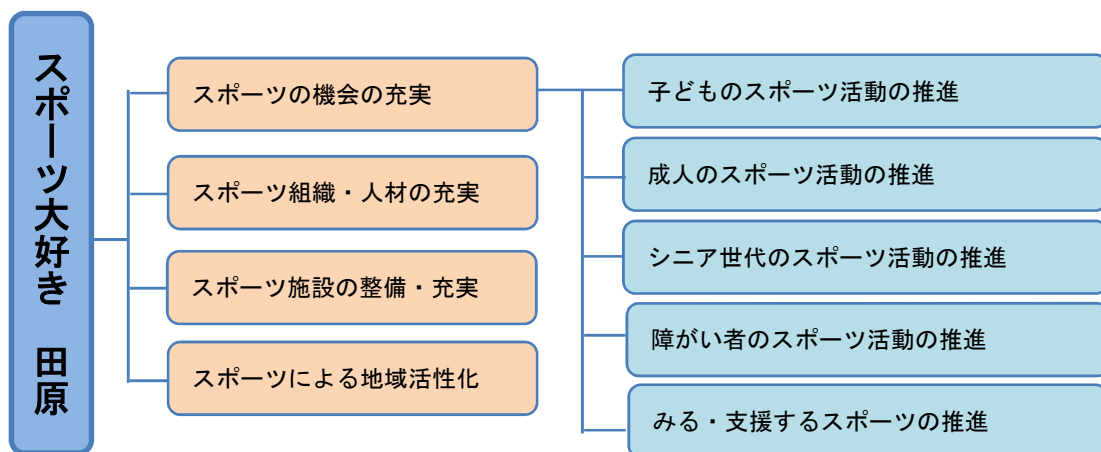 スポーツ大好き　田原
スポーツの機会の充実
スポーツ組織・人材の充実
スポーツ施設の整備・充実
スポーツによる地域活性化
子どものスポーツ活動の推進
成人のスポーツ活動の推進
シニア世代のスポーツ活動の推進
障がい者のスポーツ活動の推進
みる・支援するスポーツの推進